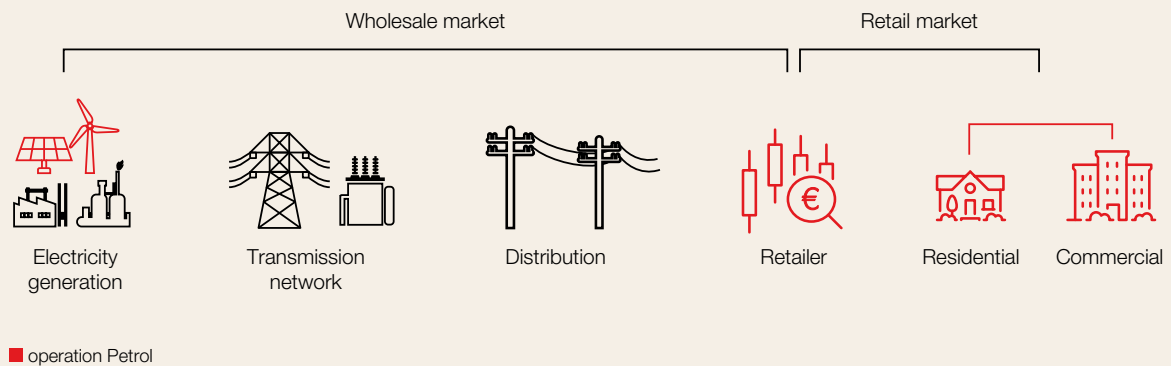 Wholesale market
Retail market
€
Electricity
generation
Transmission
network
Distribution
Retailer
Residential
Commercial
operation Petrol